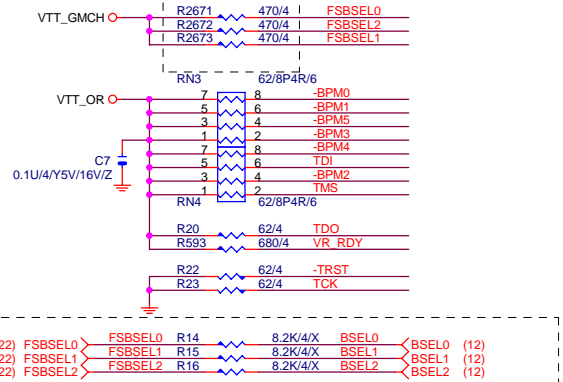 R2671 470/4 FSBSEL0
VTT_GMCH R2672 470/4 FSBSEL2
R2673 470/4 FSBSEL1
RN3 62/8P4R/6
VTT_OR 7 8 -BPM0
5 6 -BPM1
3 4 -BPM5
1 2 -BPM3
7 8 -BPM4
C7 5 6 TDI
0.1U/4/Y5V/16V/Z 3 4 -BPM2
1 2 TMS
RN4 62/8P4R/6
R20 62/4 TDO
R593 680/4 VR_RDY
R22 62/4 -TRST
R23 62/4 TCK
22) FSBSEL0 FSBSEL0 R14 8.2K/4/X BSEL0 BSEL0 (12)
22) FSBSEL1 FSBSEL1 R15 8.2K/4/X BSEL1 BSEL1 (12)
22) FSBSEL2 FSBSEL2 R16 8.2K/4/X BSEL2 BSEL2 (12)